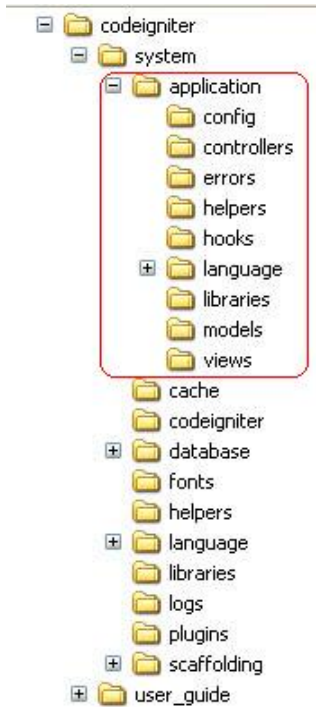 codeigniter
system
application
config
controllers
errors
helpers
hooks
language
libraries
models
views
cache
codeigniter
database
fonts
helpers
language
libraries
logs
plugins
scaffolding
user_guide